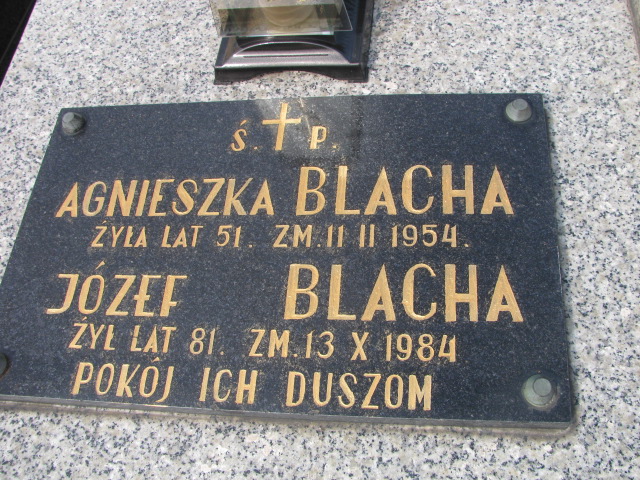 Ś. P.
AGNIESZKA BLACHA
ŻYŁA LAT 51. ZM. 11 II 1954.
JÓZEF BLACHA
ŻYŁ LAT 81. ZM. 13 X 1984
POKÓJ ICH DUSZOM